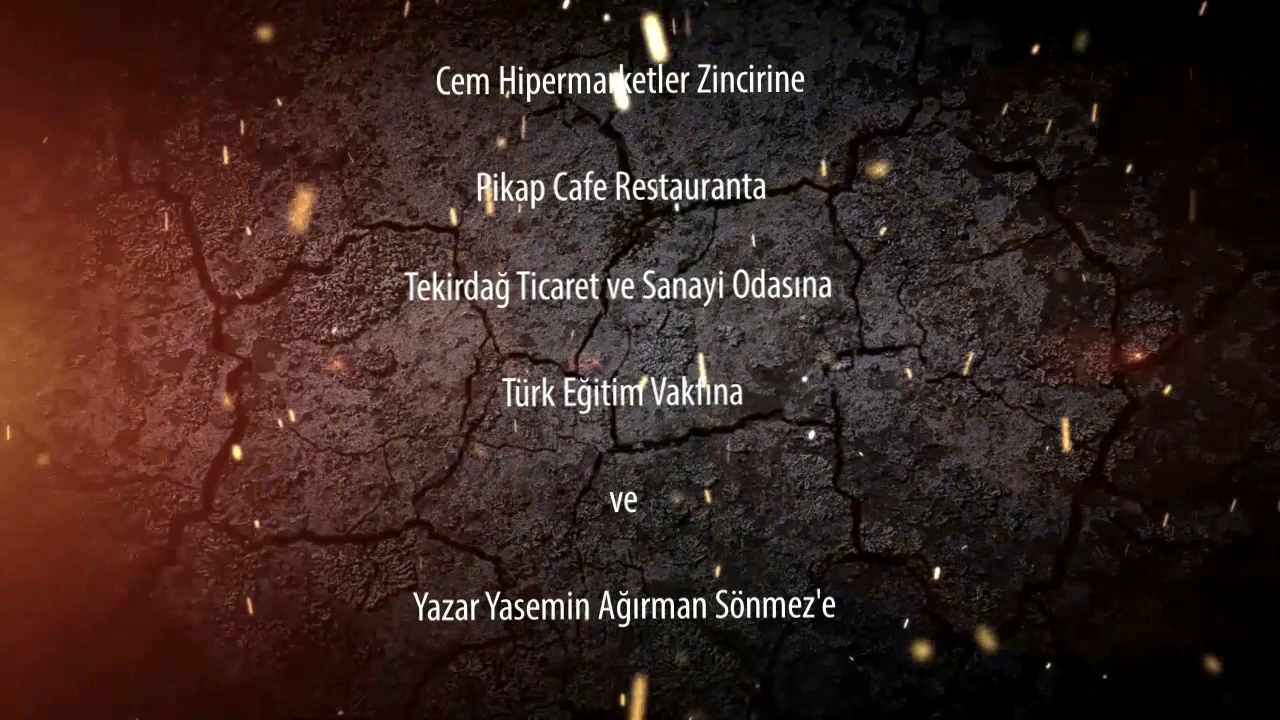 Cem Hipermarketler Zincirine
Pikap Cafe Restauranta
Tekirdağ Ticaret ve Sanayi Odasına
Türk Eğitim Vakfına
ve
Yazar Yasemin Ağırman Sönmez'e